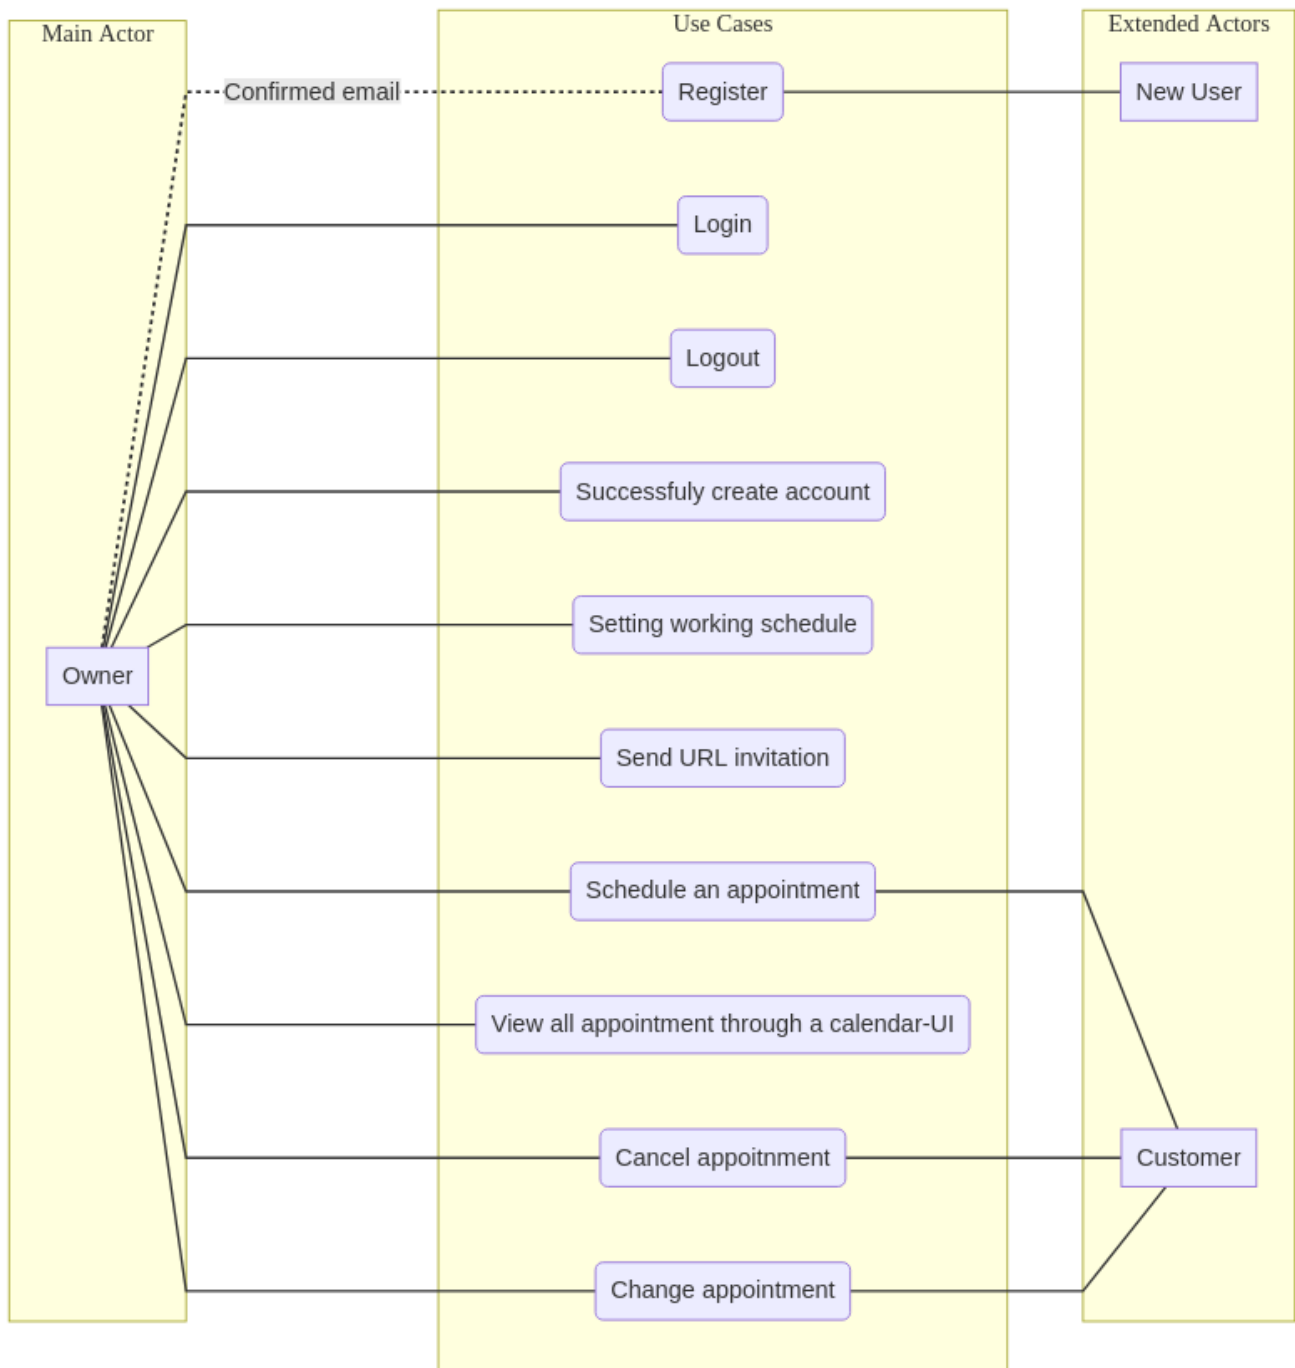 Main Actor
Use Cases
Extended Actors
Confirmed email
Register
New User
Login
Logout
Successfuly create account
Setting working schedule
Owner
Send URL invitation
Schedule an appointment
View all appointment through a calendar-UI
Cancel appoitnment
Customer
Change appointment